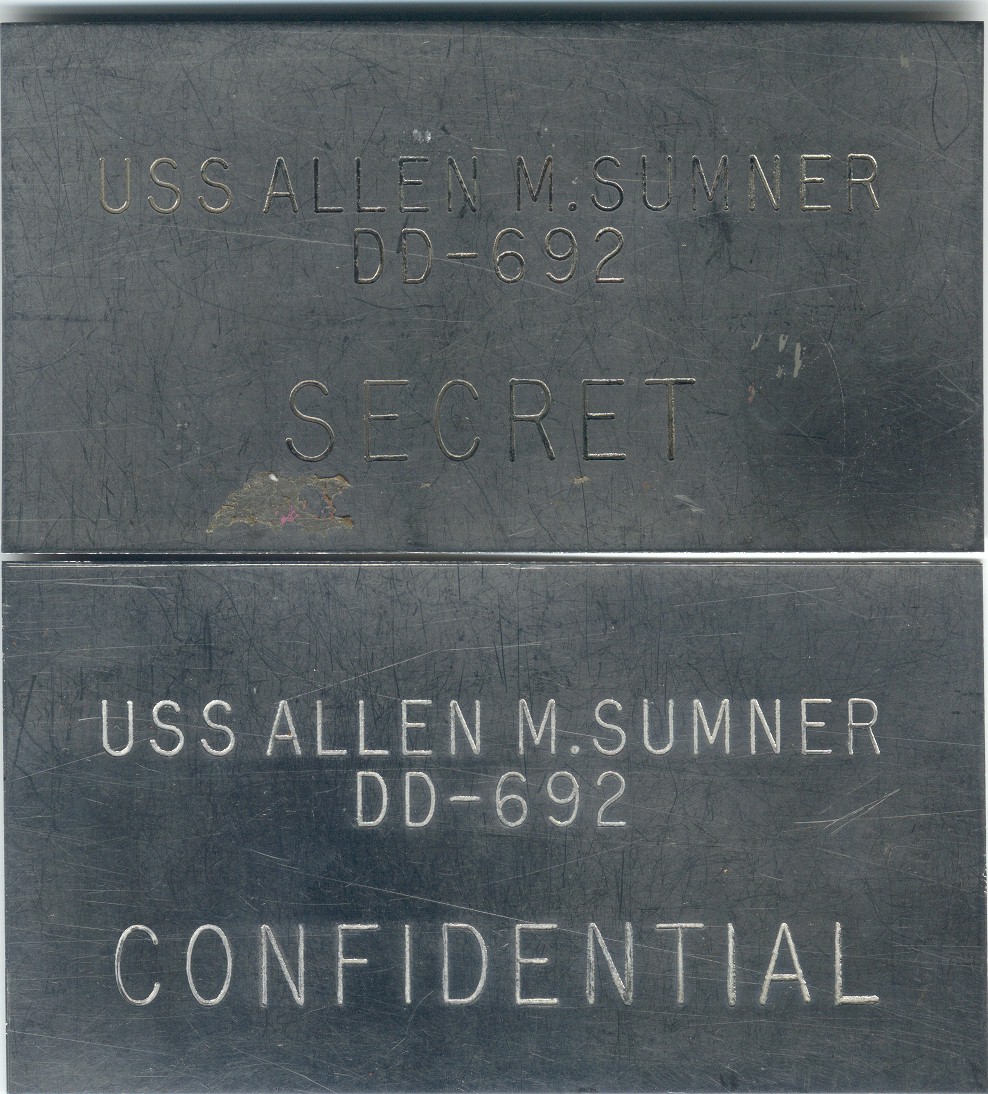 USS ALLEN M. SUMNER
DD-692
SECRET
USS ALLEN M. SUMNER
DD-692
CONFIDENTIAL